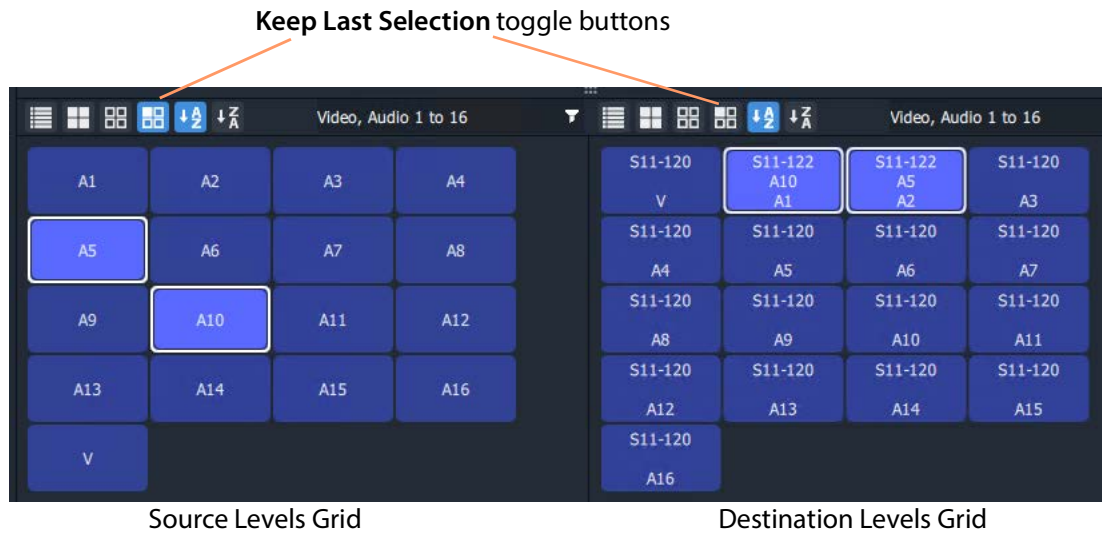 Keep Last Selection toggle buttons
A
Z
Z
A
Video, Audio 1 to 16
A
Z
Z
A
Video, Audio 1 to 16
A1
A2
A3
A4
A5
A6
A7
A8
A9
A10
A11
A12
A13
A14
A15
A16
V
S11-120
V
S11-122
A10
A1
S11-122
A5
A2
S11-120
A3
S11-120
A4
S11-120
A5
S11-120
A6
S11-120
A7
S11-120
A8
S11-120
A9
S11-120
A10
S11-120
A11
S11-120
A12
S11-120
A13
S11-120
A14
S11-120
A15
S11-120
A16
Source Levels Grid
Destination Levels Grid